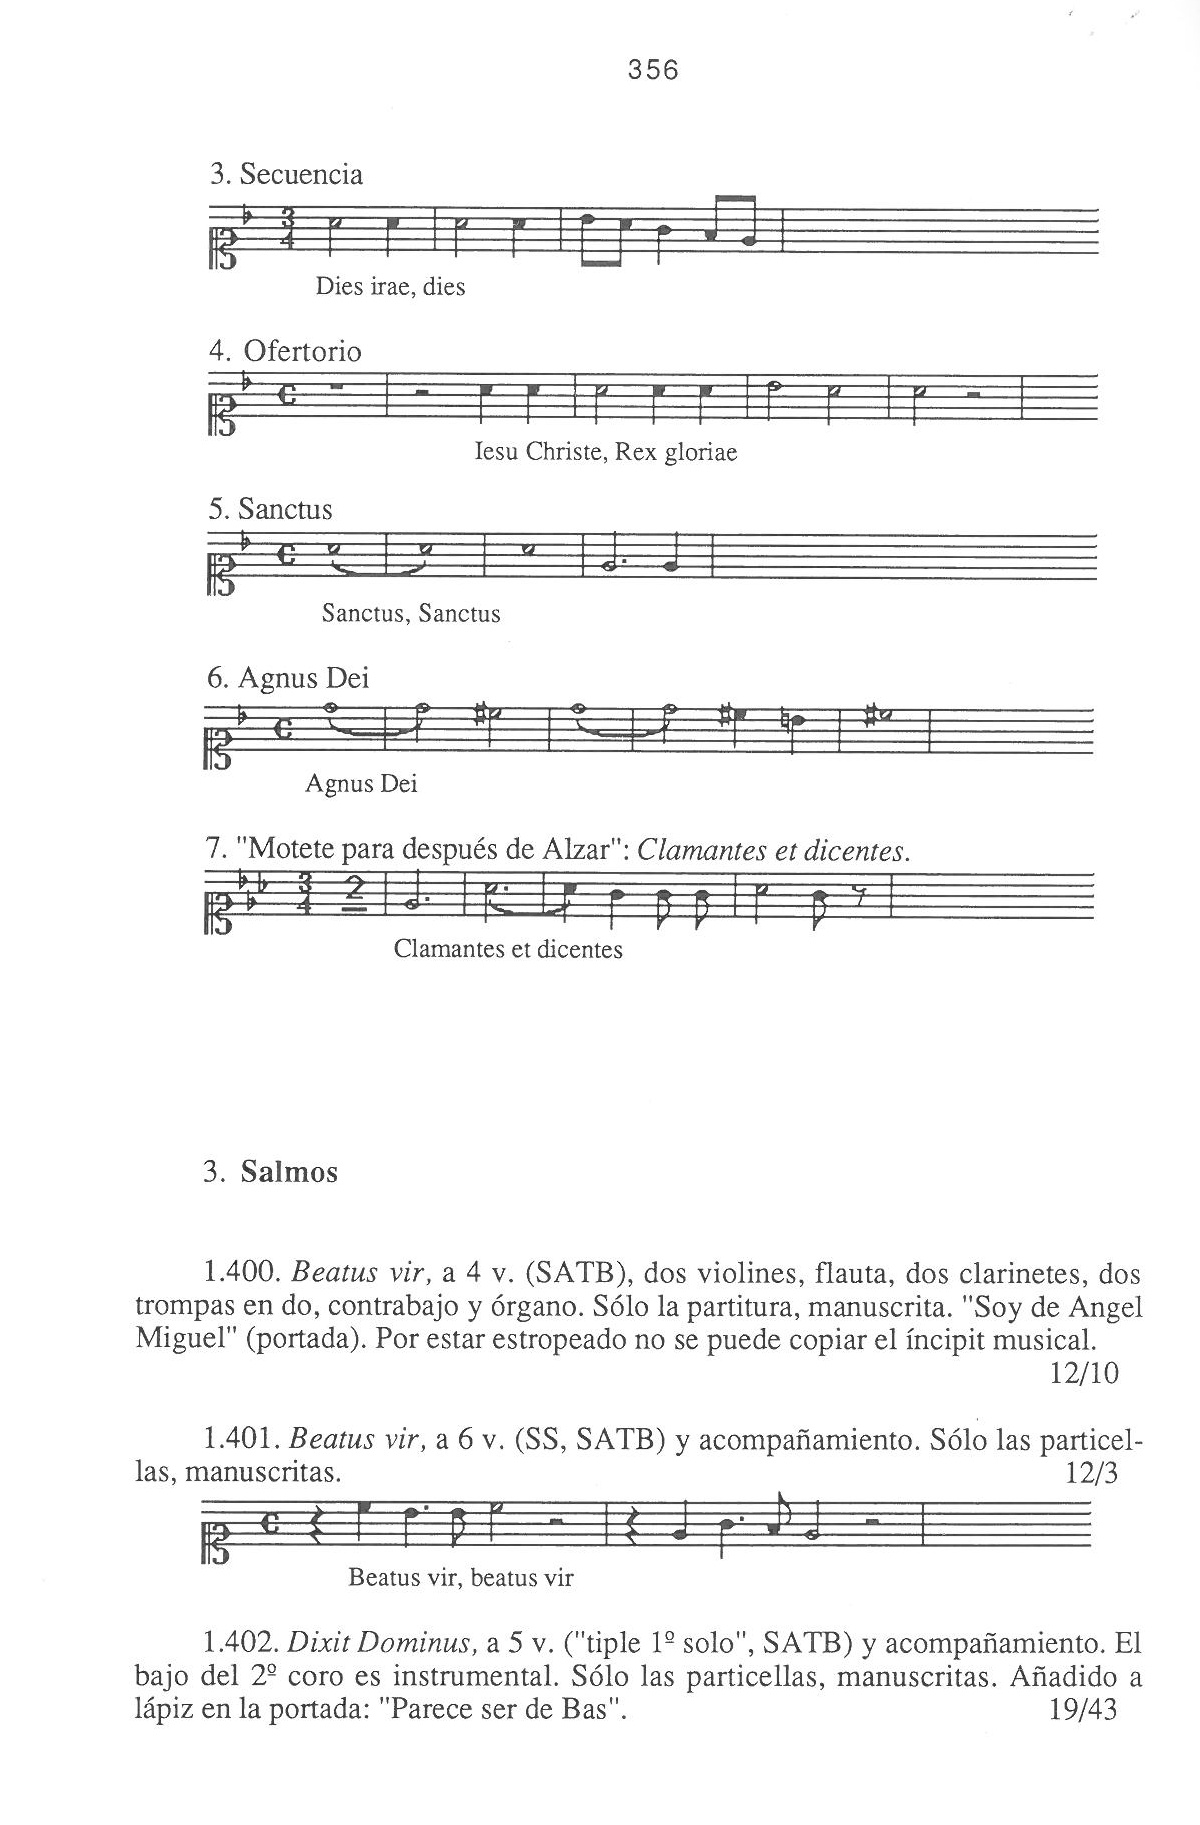 356
3. Secuencia
Dies irae, dies
4. Ofertorio
Iesu Christe, Rex gloriae
5. Sanctus
Sanctus, Sanctus
6. Agnus Dei
Agnus Dei
7. "Motete para después de Alzar": Clamantes et dicentes.
2
Clamantes et dicentes
3. Salmos
1.400. Beatus vir, a 4 v. (SATB), dos violines, flauta, dos clarinetes, dos
trompas en do, contrabajo y órgano. Sólo la partitura, manuscrita. "Soy de Angel
Miguel" (portada). Por estar estropeado no se puede copiar el íncipit musical.
12/10
1.401. Beatus vir, a 6 v. (SS, SATB) y acompañamiento. Sólo las particel-
las, manuscritas. 12/3
Beatus vir, beatus vir
1.402. Dixit Dominus, a 5 v. ("tiple 1º solo", SATB) y acompañamiento. El
bajo del 2º coro es instrumental. Sólo las particellas, manuscritas. Añadido a
lápiz en la portada: "Parece ser de Bas". 19/43